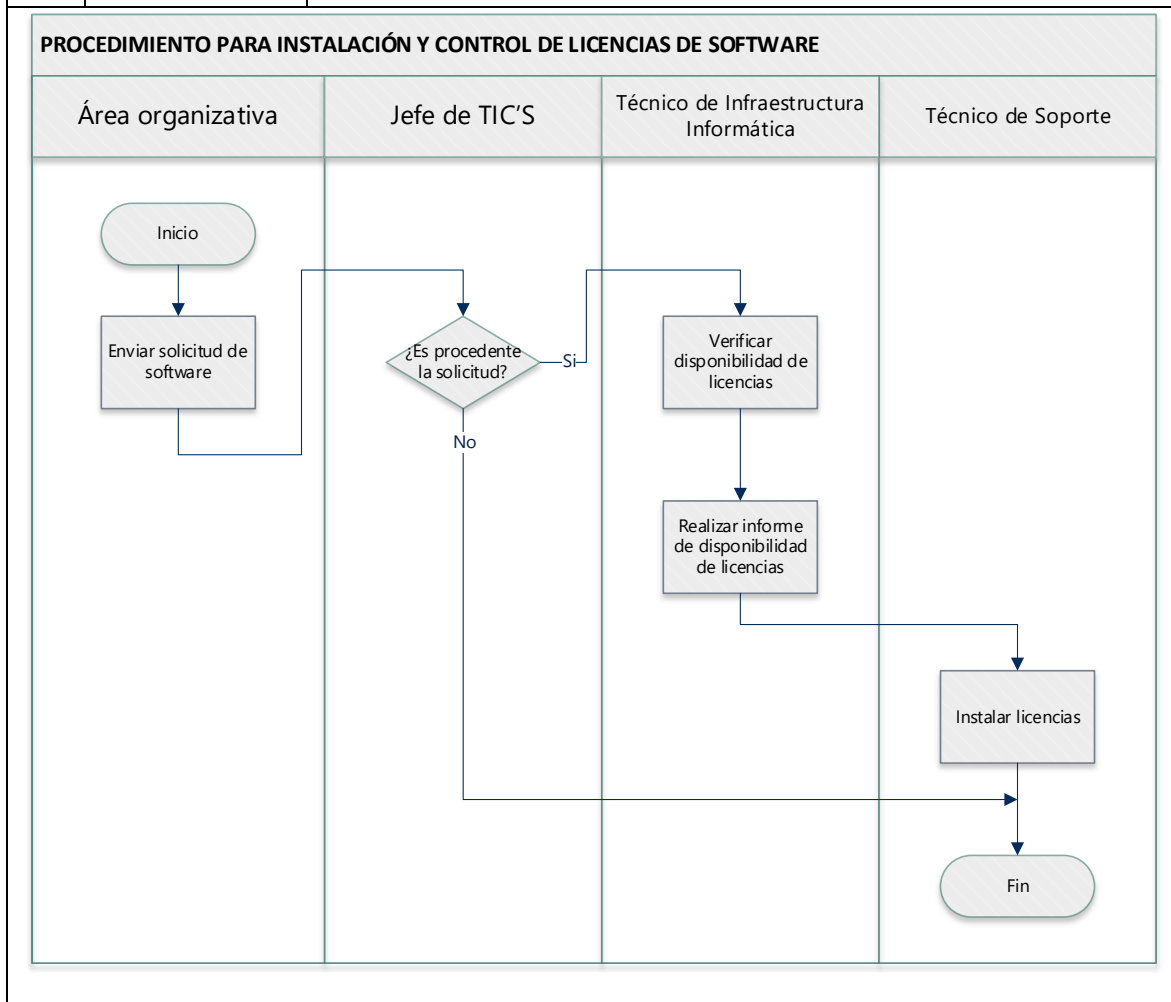 PROCEDIMIENTO PARA INSTALACIÓN Y CONTROL DE LICENCIAS DE SOFTWARE
Área organizativa
Jefe de TIC'S
Técnico de Infraestructura
Informática
Técnico de Soporte
Inicio
Enviar solicitud de
software
¿Es procedente
la solicitud?
Si
No
Verificar
disponibilidad de
licencias
Realizar informe
de disponibilidad
de licencias
Instalar licencias
Fin